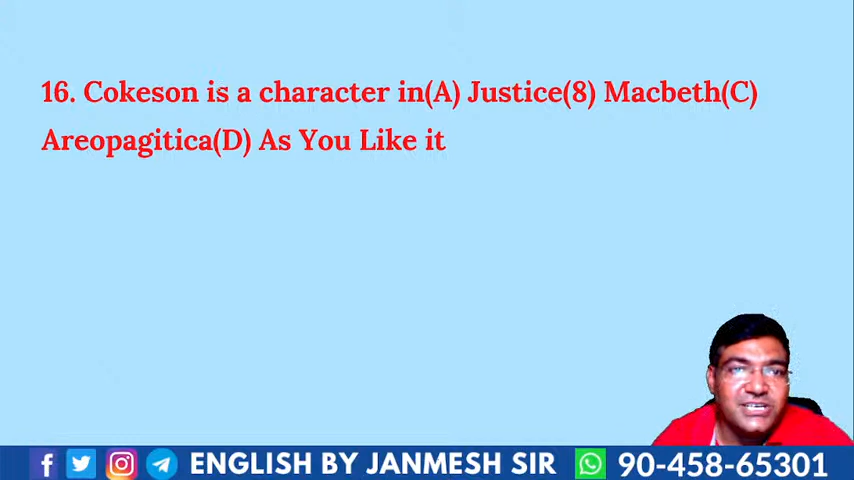 16. Cokeson is a character in(A) Justice(8) Macbeth(C)
Areopagitica(D) As You Like it
ENGLISH BY JANMESH SIR
90-458-65301